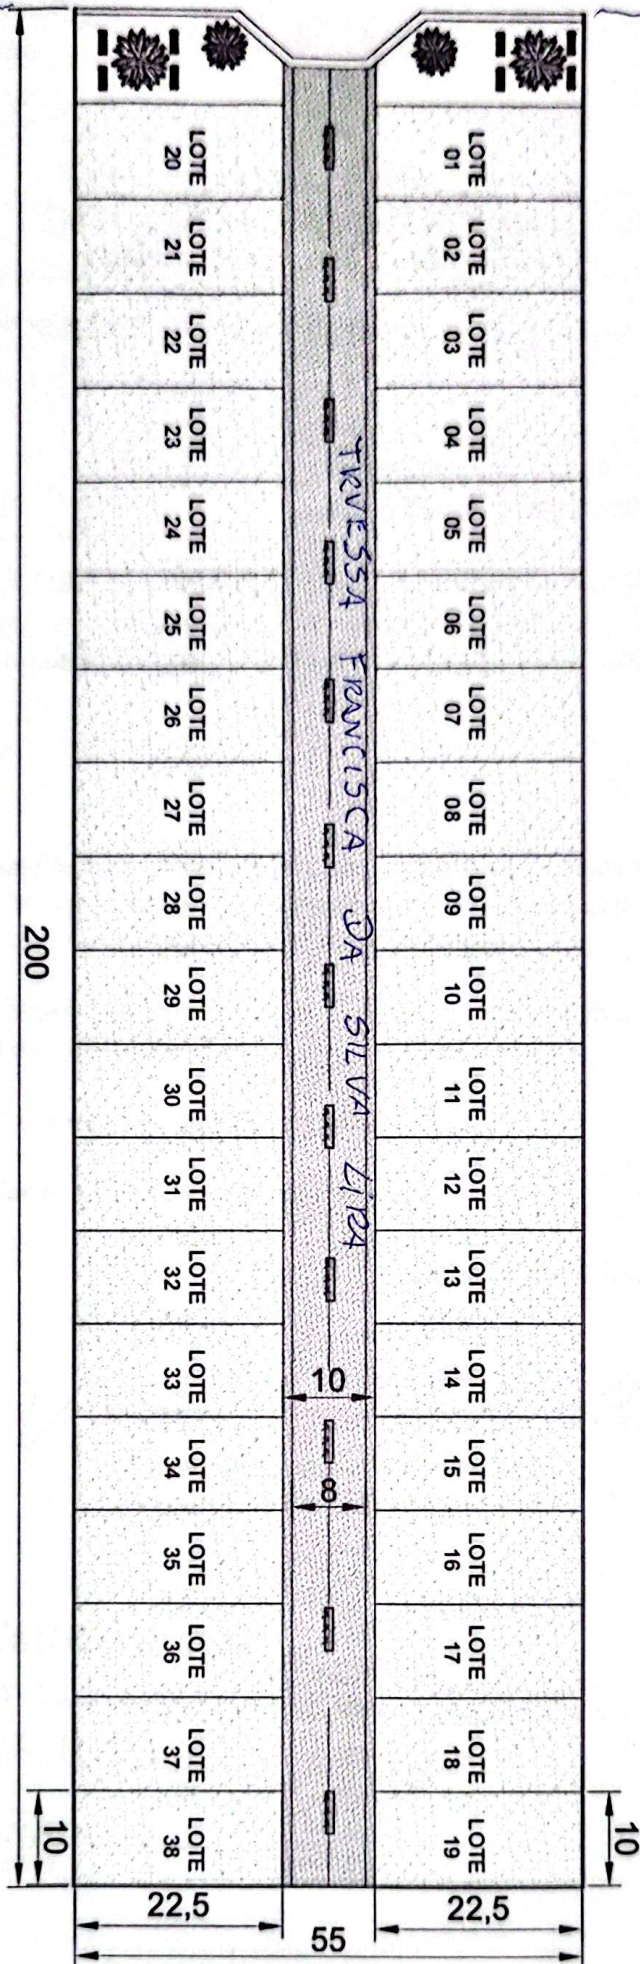 LOTE 20
LOTE 01
LOTE 21
LOTE 02
LOTE 22
LOTE 03
LOTE 23
LOTE 04
LOTE 24
LOTE 05
LOTE 25
LOTE 06
LOTE 26
LOTE 07
LOTE 27
LOTE 08
LOTE 28
LOTE 09
LOTE 29
LOTE 10
LOTE 30
LOTE 11
LOTE 31
LOTE 12
LOTE 32
LOTE 13
LOTE 33
LOTE 14
LOTE 34
LOTE 15
LOTE 35
LOTE 16
LOTE 36
LOTE 17
LOTE 37
LOTE 18
LOTE 38
LOTE 19
TRVESSA FRANCISCA DA SILVA LIRA
200
10
8
10
10
22,5
22,5
55